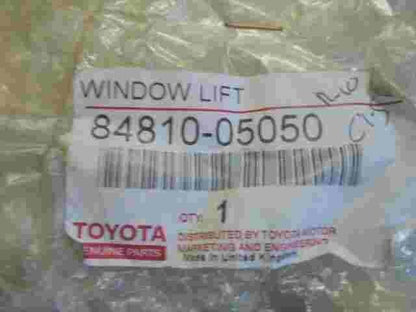 WINDOW LIFT
84810-05050
QTY. 1
TOYOTA
GENUINE PARTS
DISTRIBUTED BY TOYOTA MOTOR
MARKETING AND ENGINEERING
Made in United Kingdom